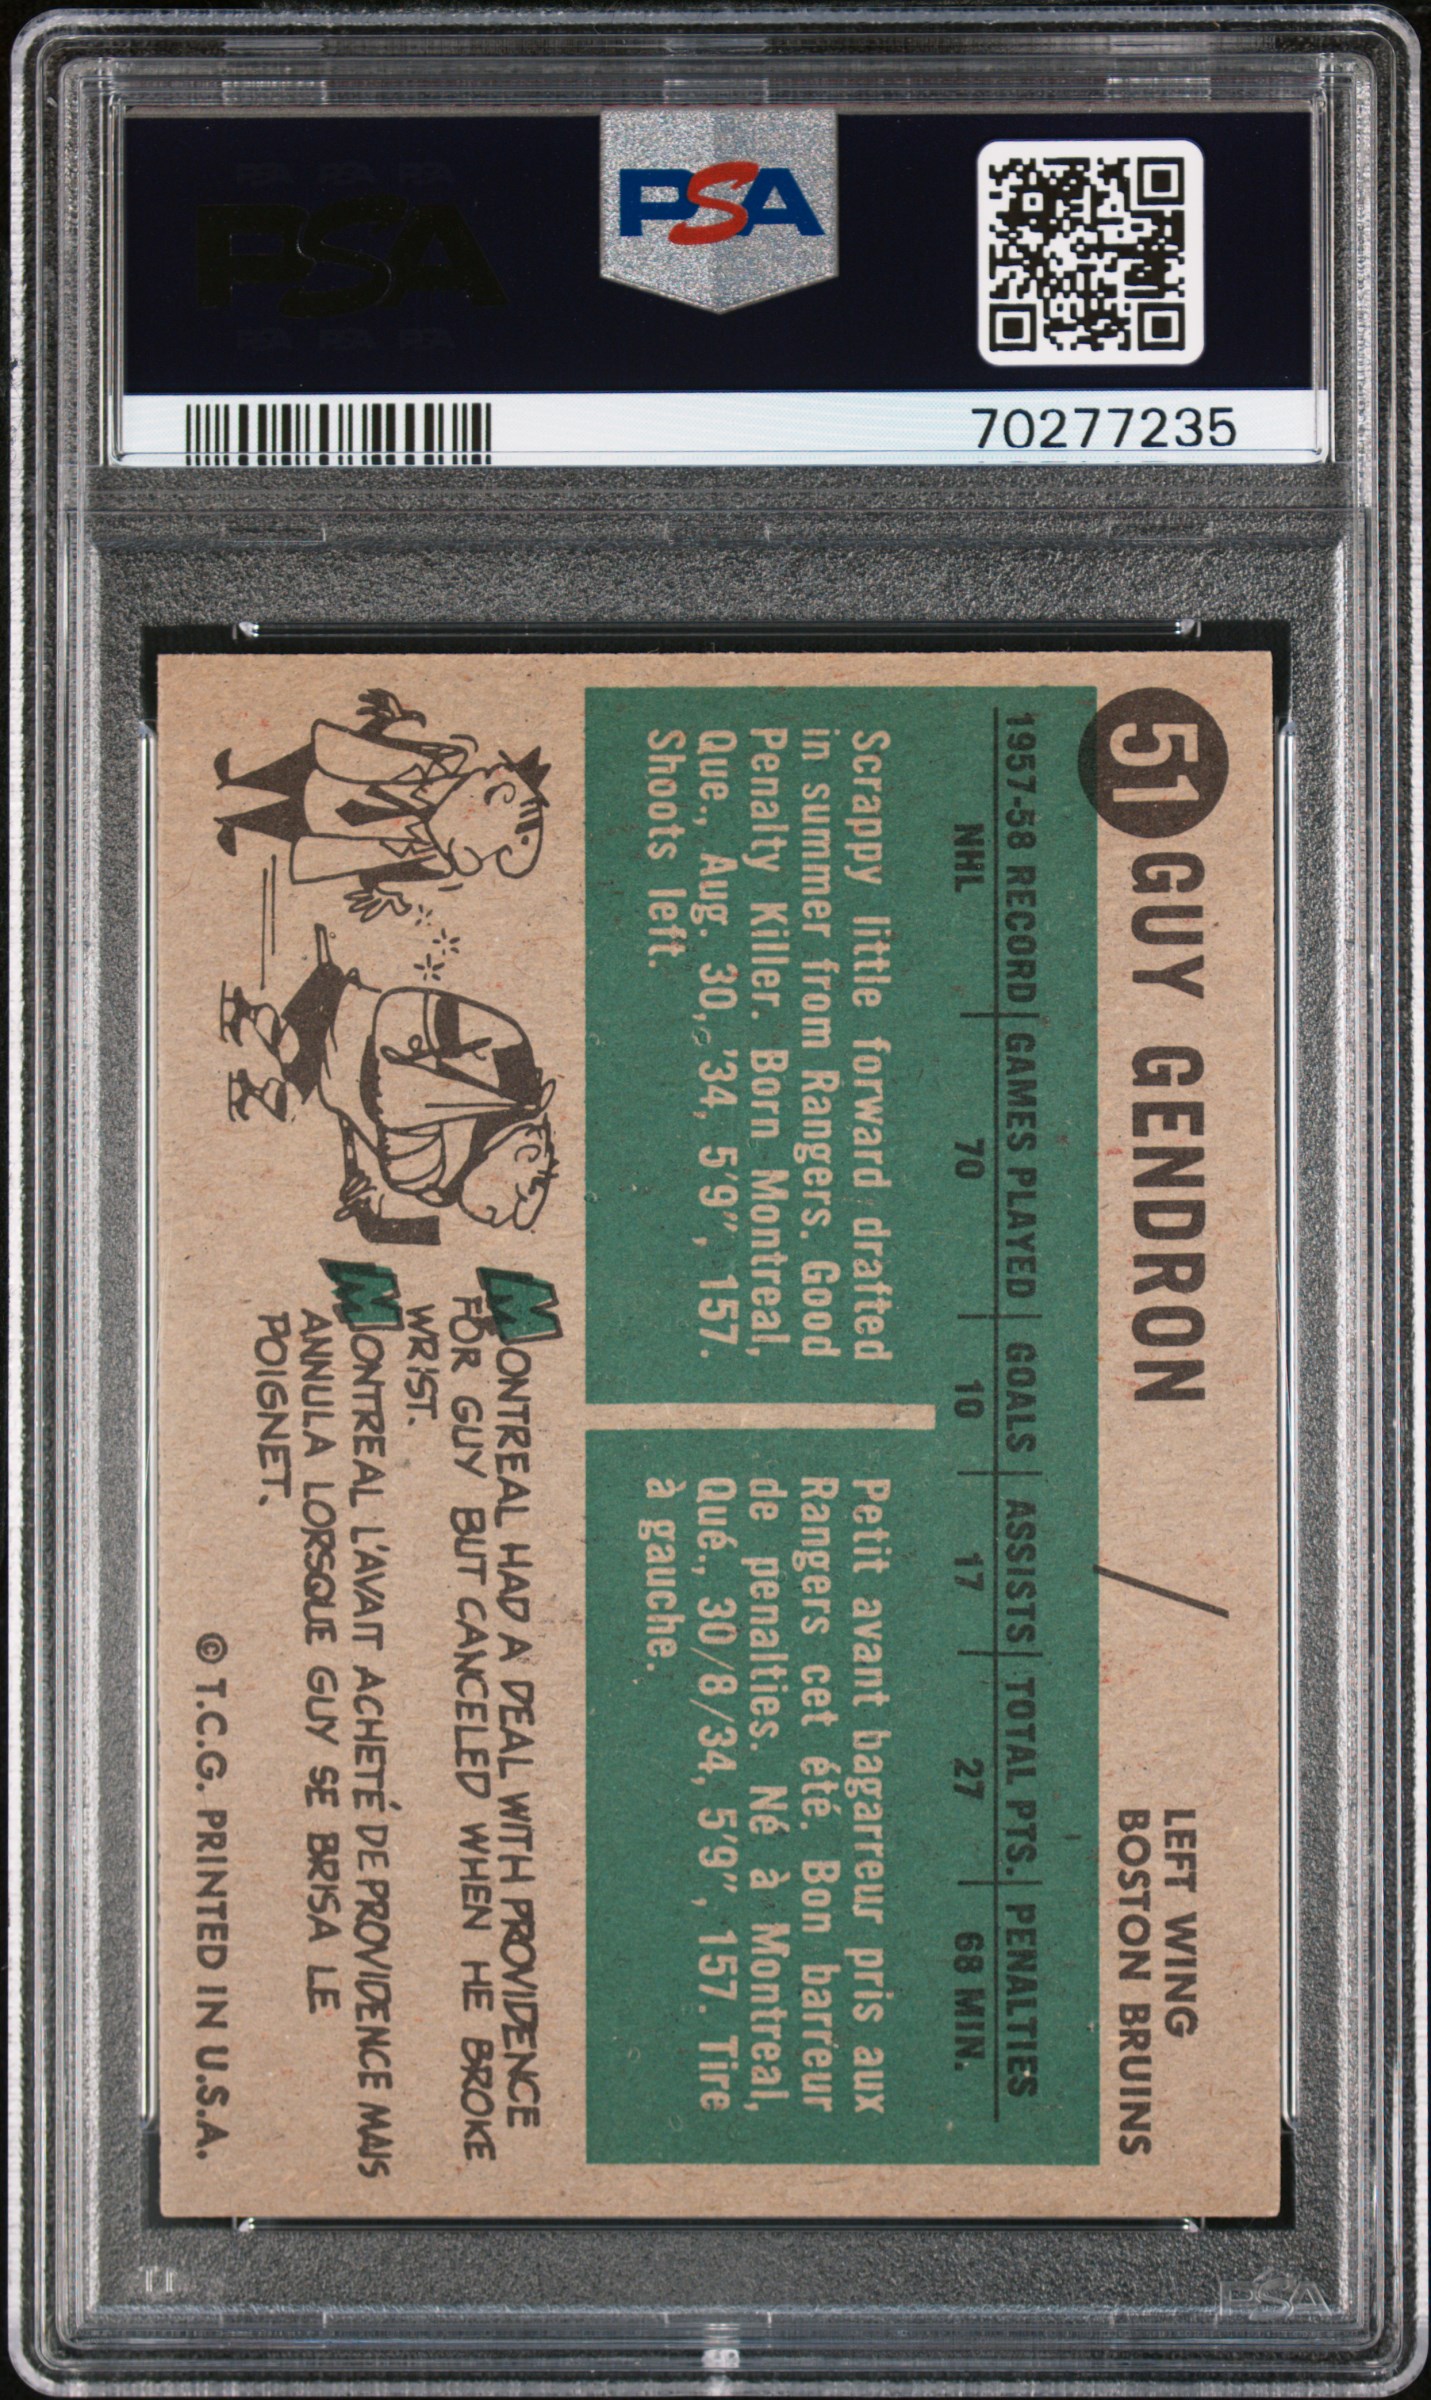 PSA
PSA
70277235
51 GUY GENDRON
LEFT WING
BOSTON BRUINS
1957-58 RECORD GAMES PLAYED GOALS ASSISTS TOTAL PTS. PENALTIES
NHL 70 10 17 27 68 MIN.
Scrappy little forward drafted
in summer from Rangers. Good
Penalty Killer. Born Montreal,
Que., Aug. 30, '34, 5'9", 157.
Shoots left.
Petit avant bagarreur pris aux
Rangers cet été. Bon barreur
de penalties. Né à Montreal,
Qué., 30/8/34, 5'9", 157. Tire
à gauche.
MONTREAL HAD A DEAL WITH PROVIDENCE
FOR GUY BUT CANCELED WHEN HE BROKE
WRIST.
MONTREAL L'AVAIT ACHETÉ DE PROVIDENCE MAIS
ANNULA LORSQUE GUY SE BRISA LE
POIGNET.
© T.C.G. PRINTED IN U.S.A.
PSA